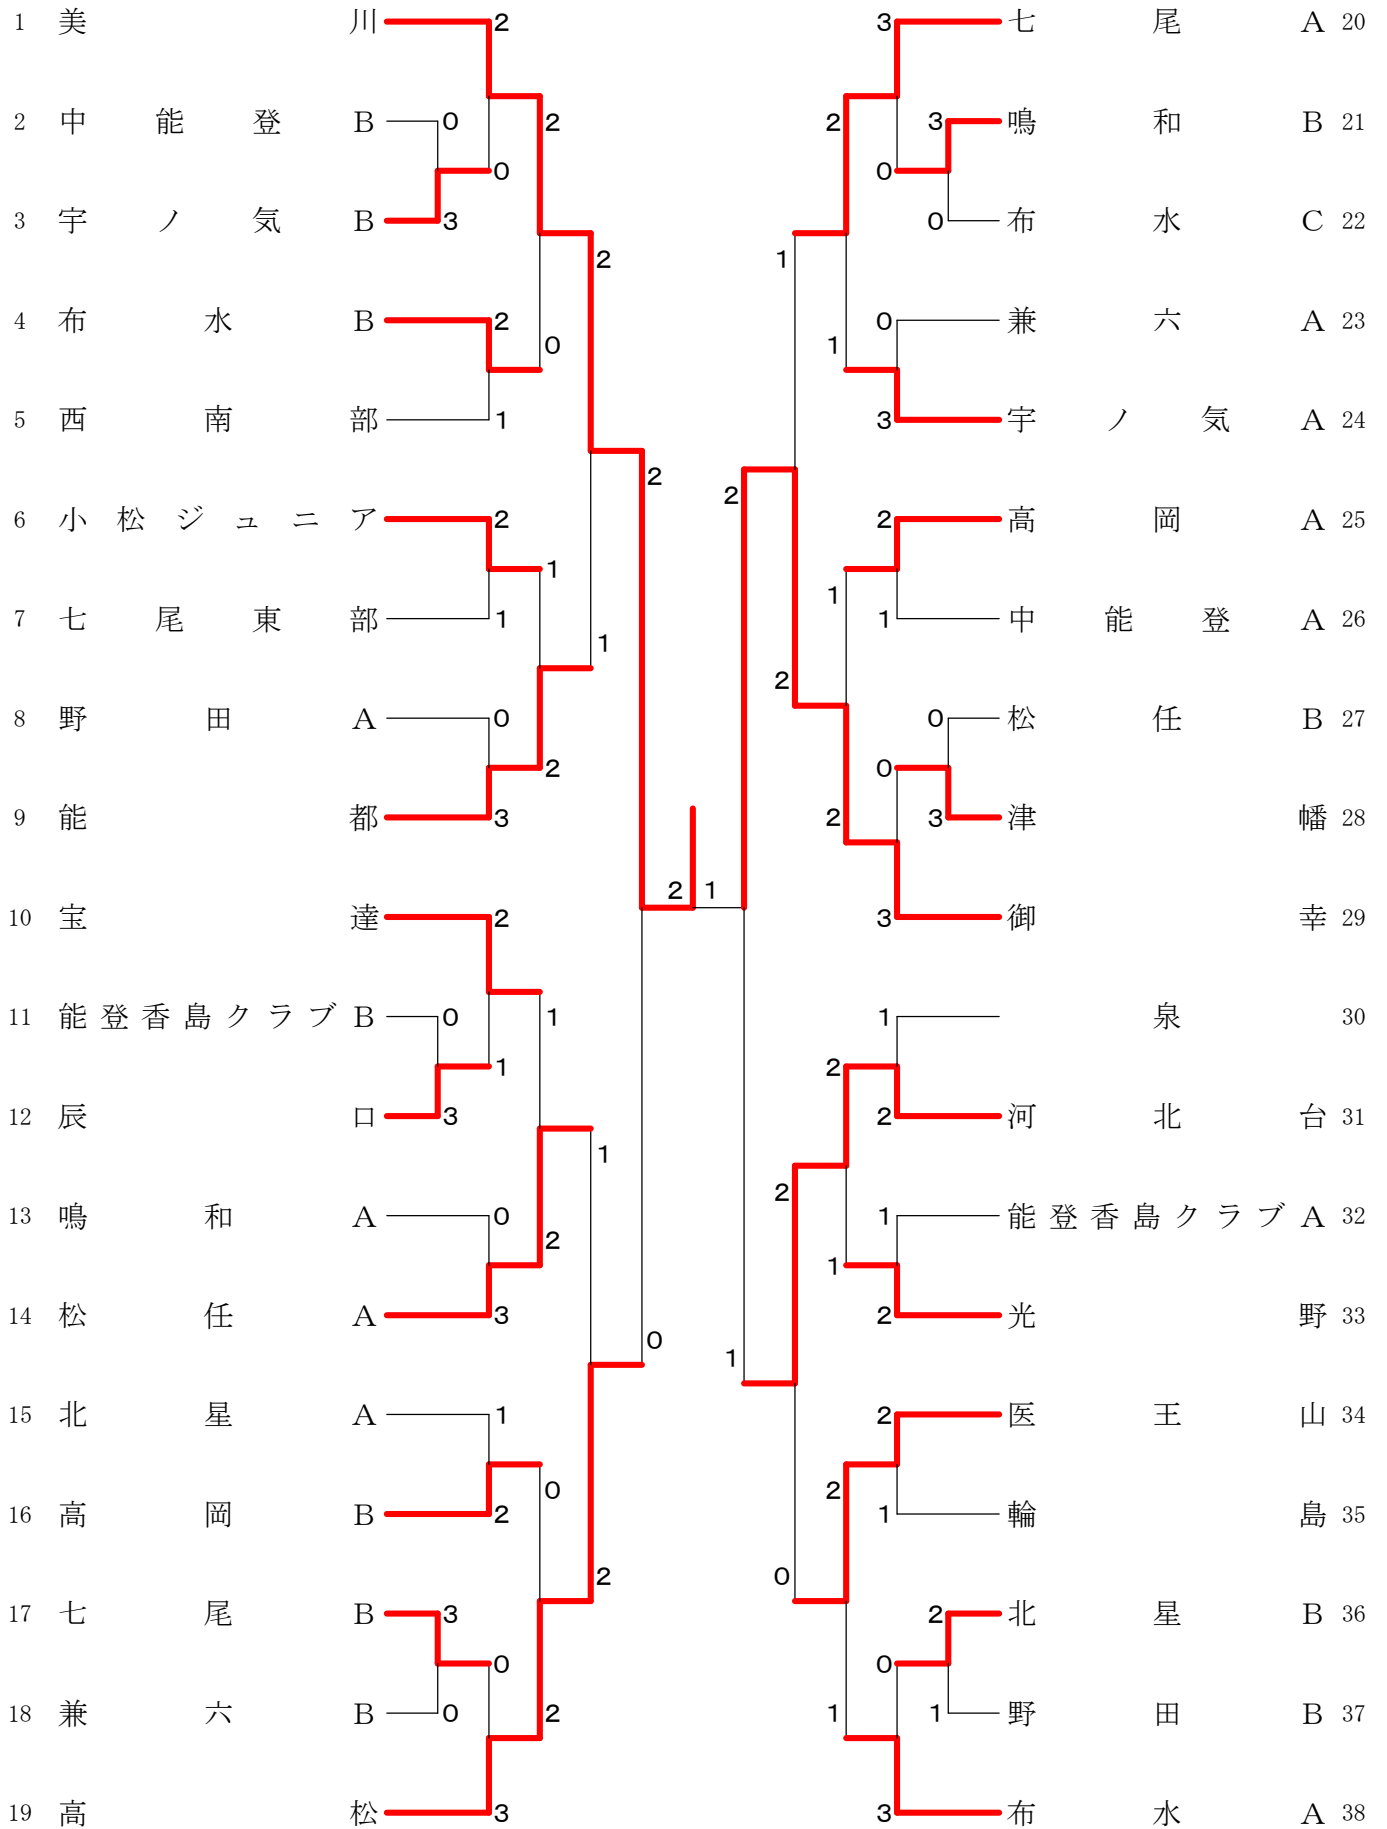 1 美川 2 3 七尾A 20
2 中能登B 0 2 2 3 鳴和B 21
0 0
3 宇ノ気B 3 0 布水C 22
2 1
4 布水B 2 0 兼六A 23
0 1
5 西南部 1 3 宇ノ気A 24
2 2
6 小松ジュニア 2 2 高岡A 25
1 1
7 七尾東部 1 1 中能登A 26
1 2
8 野田A 0 0 松任B 27
2 0
9 能都 3 2 3 津幡 28
2 1
10 宝達 2 3 御幸 29
11 能登香島クラブB 0 1 1 泉 30
1 2
12 辰口 3 2 河北台 31
1 2
13 鳴和A 0 1 能登香島クラブA 32
2 1
14 松任A 3 2 光野 33
0 1
15 北星A 1 2 医王山 34
0 2
16 高岡B 2 1 輪島 35
2 0
17 七尾B 3 2 北星B 36
0 0
18 兼六B 0 2 1 1 野田B 37
19 高松 3 3 布水A 38